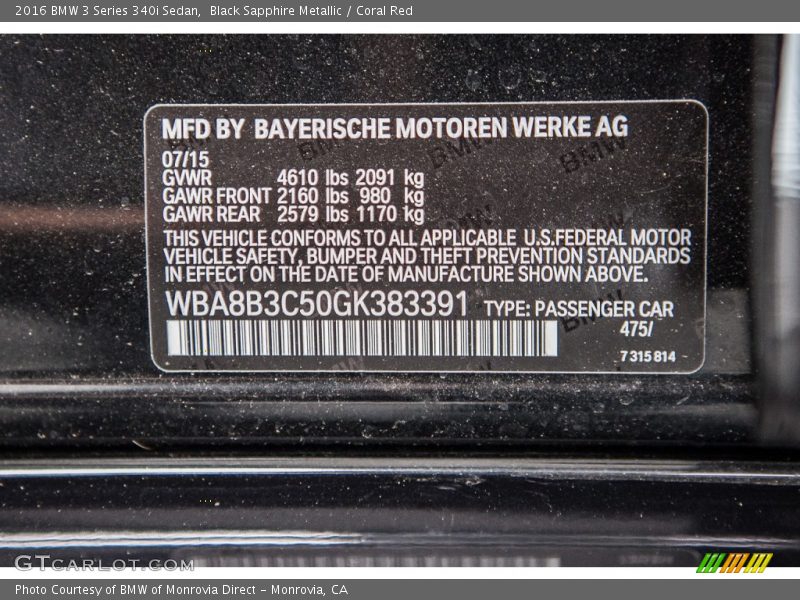 2016 BMW 3 Series 340i Sedan,  Black Sapphire Metallic / Coral Red
MFD BY BAYERISCHE MOTOREN WERKE AG
07/15
GVWR 4610 lbs 2091 kg
GAWR FRONT 2160 lbs 980 kg
GAWR REAR 2579 lbs 1170 kg
THIS VEHICLE CONFORMS TO ALL APPLICABLE U.S.FEDERAL MOTOR
VEHICLE SAFETY, BUMPER AND THEFT PREVENTION STANDARDS
IN EFFECT ON THE DATE OF MANUFACTURE SHOWN ABOVE.
WBA8B3C50GK383391 TYPE: PASSENGER CAR
475/
7 315 814
GTCARLOT.COM
Photo Courtesy of BMW of Monrovia Direct - Monrovia, CA